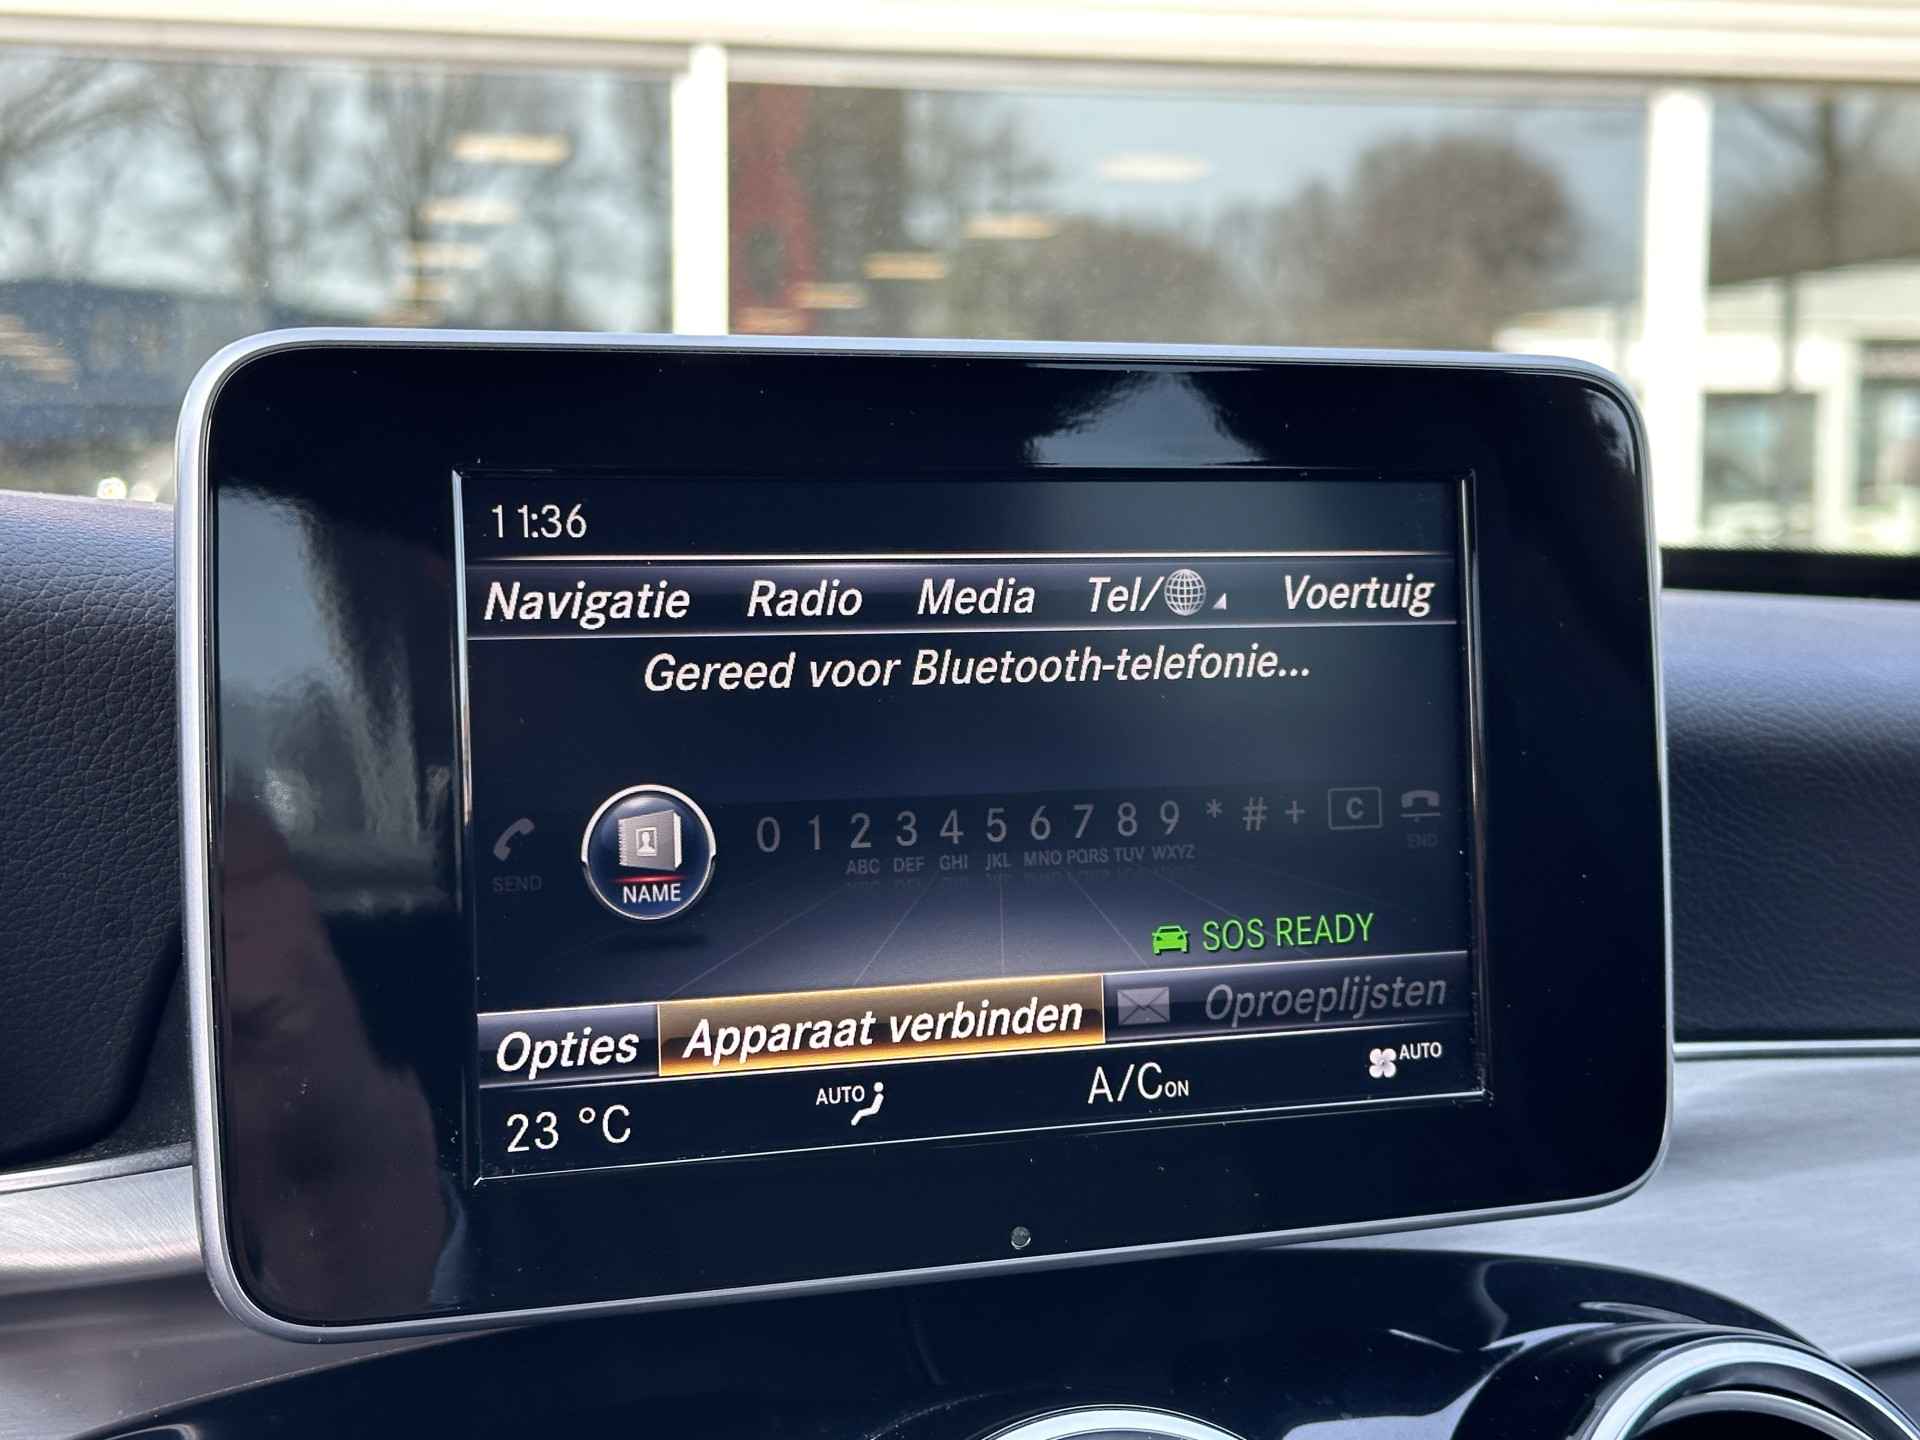 11:36
Navigatie Radio Media Tel/ Voertuig
Gereed voor Bluetooth-telefonie...
0 1 2 3 4 5 6 7 8 9 * # + C
ABC DEF GHI JKL MNO PQRS TUV WXYZ
SEND NAME END
SOS READY
Opties Apparaat verbinden Oproeplijsten
23 °C AUTO A/C ON AUTO